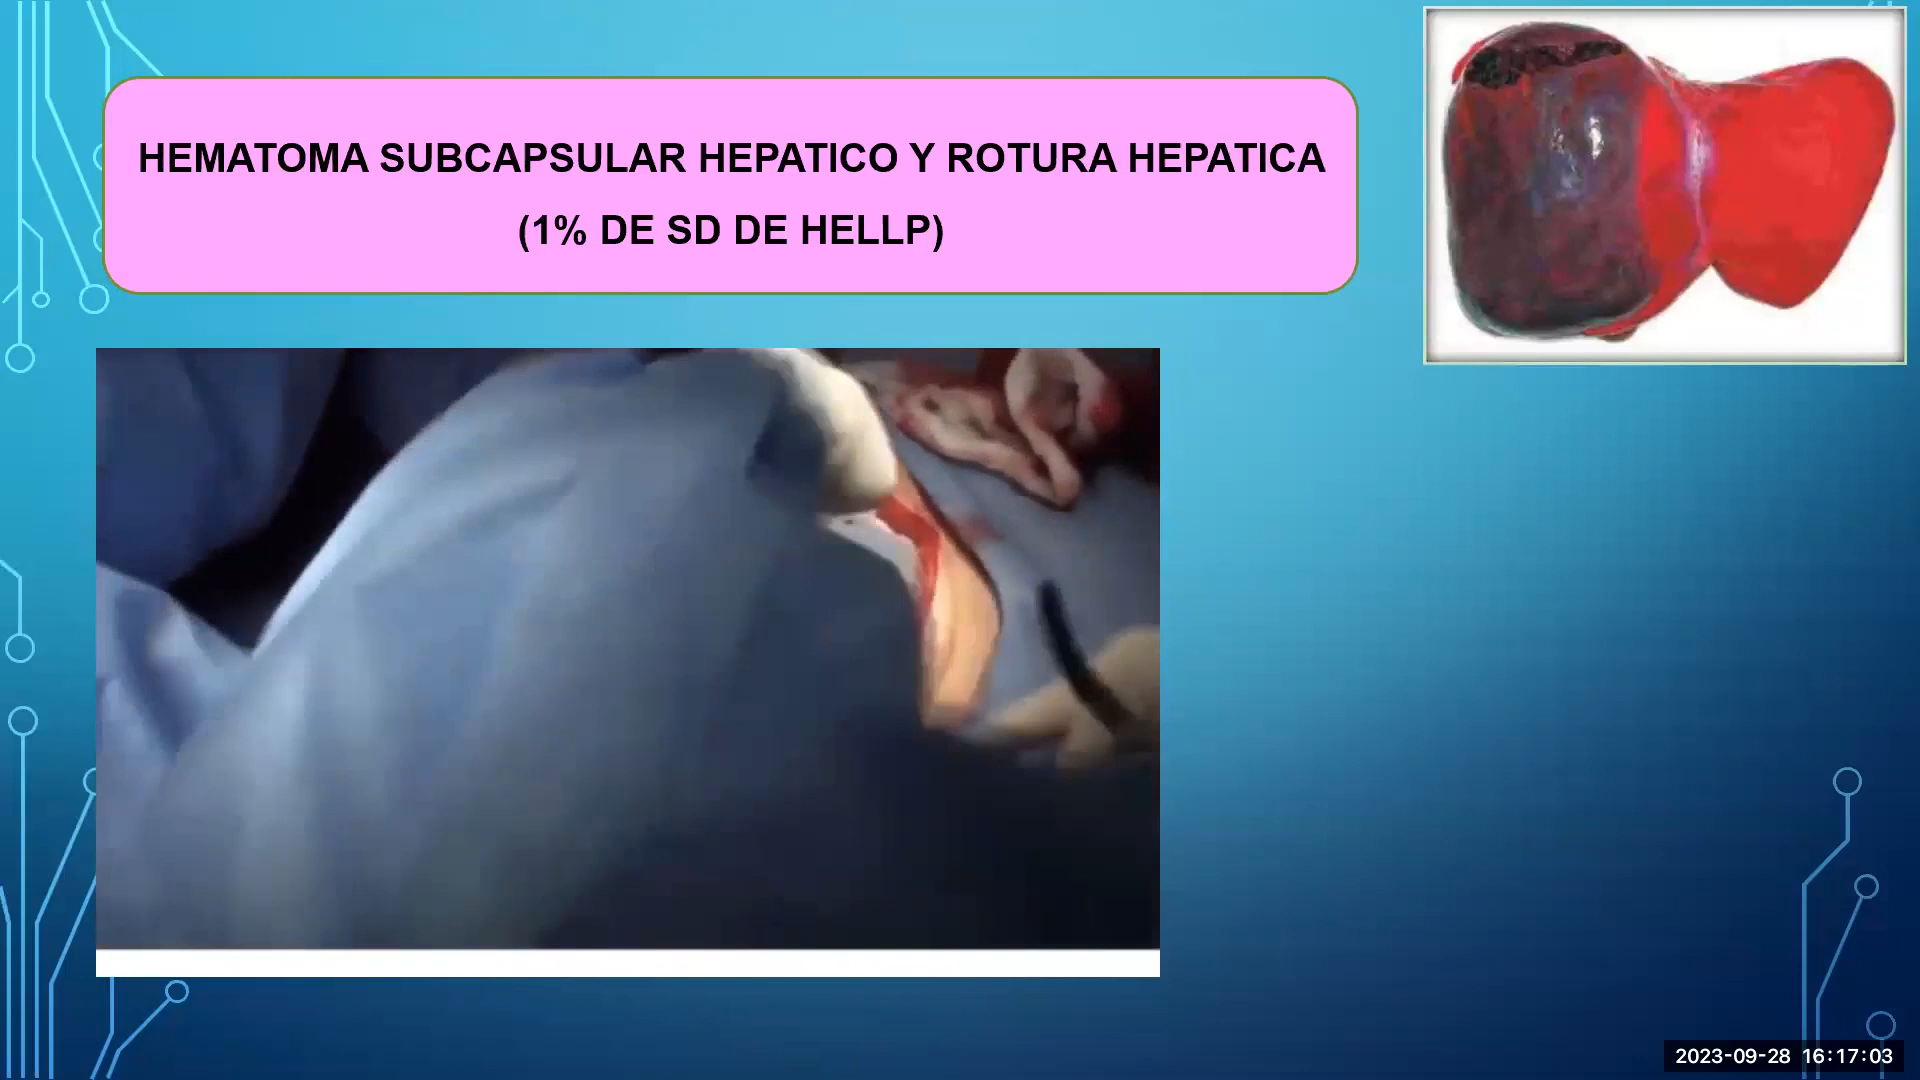 HEMATOMA SUBCAPSULAR HEPATICO Y ROTURA HEPATICA
(1% DE SD DE HELLP)
2023-09-28 16:17:03